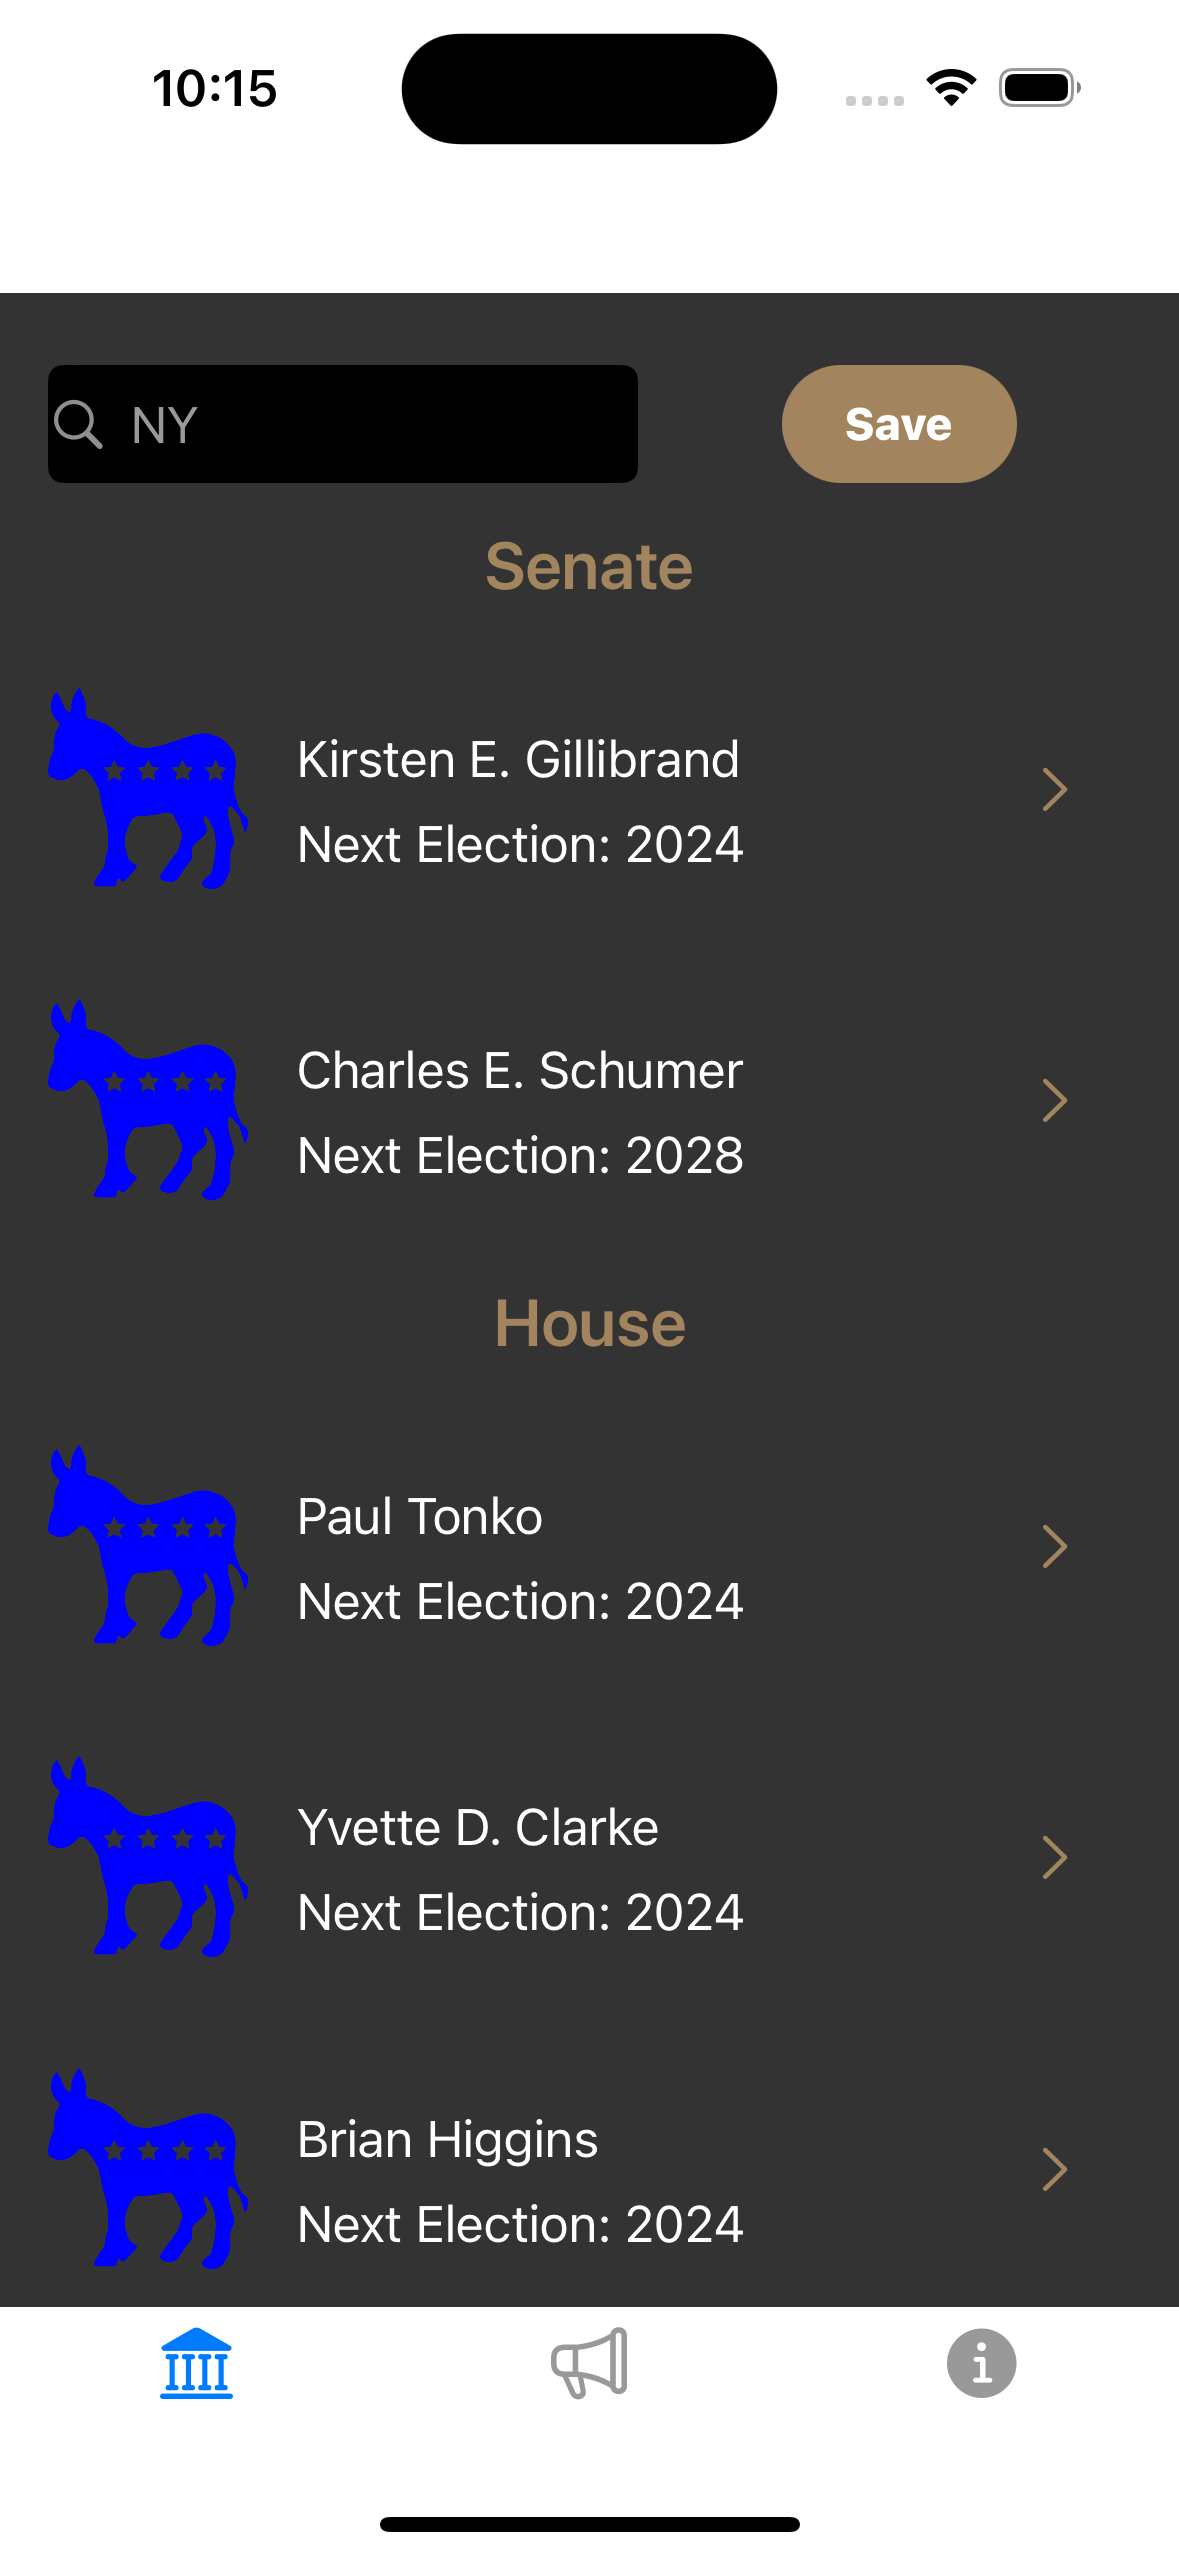 10:15
NY
Save
Senate
Kirsten E. Gillibrand
Next Election: 2024
Charles E. Schumer
Next Election: 2028
House
Paul Tonko
Next Election: 2024
Yvette D. Clarke
Next Election: 2024
Brian Higgins
Next Election: 2024